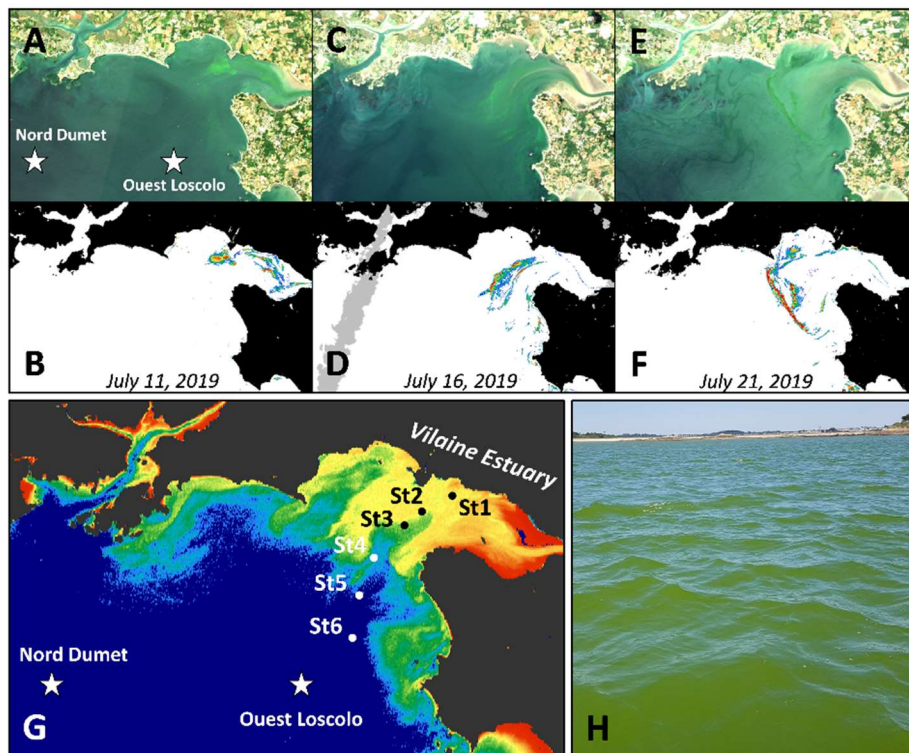 A
C
E
Nord Dumet
Ouest Loscolo
B
July 11, 2019
D
July 16, 2019
F
July 21, 2019
Vilaine Estuary
St1
St2
St3
St4
St5
St6
Nord Dumet
Ouest Loscolo
G
H